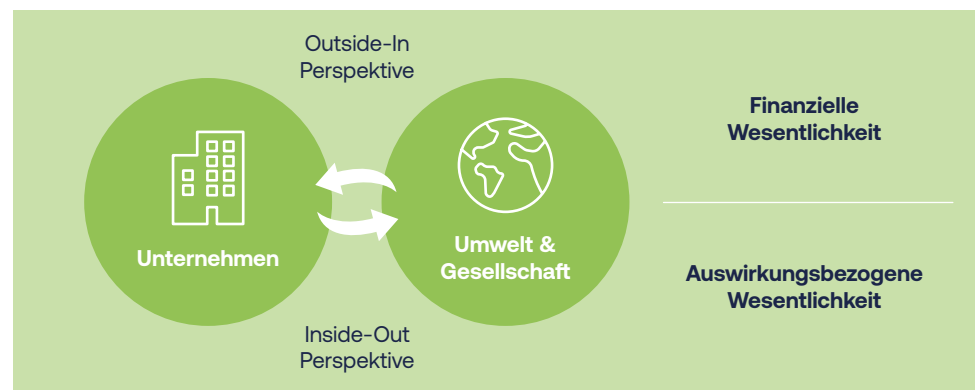 Outside-In
Perspektive
Unternehmen
Umwelt &
Gesellschaft
Inside-Out
Perspektive
Finanzielle
Wesentlichkeit
Auswirkungsbezogene
Wesentlichkeit